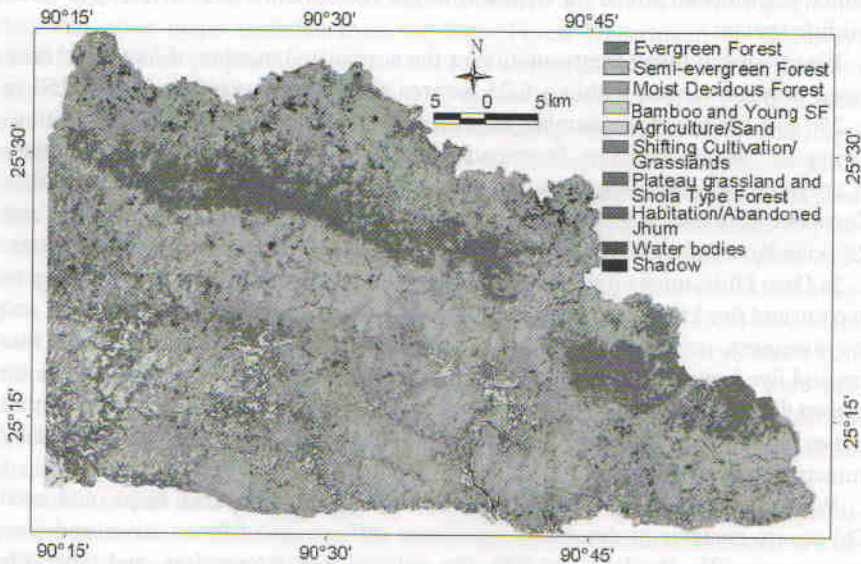 90°15' 90°30' 90°45'
N
5 0 5 km
Evergreen Forest
Semi-evergreen Forest
Moist Decidous Forest
Bamboo and Young SF
Agriculture/Sand
Shifting Cultivation/
Grasslands
Plateau grassland and
Shola Type Forest
Habitation/Abandoned
Jhum
Water bodies
Shadow
25°30' 25°30'
25°15' 25°15'
90°15' 90°30' 90°45'